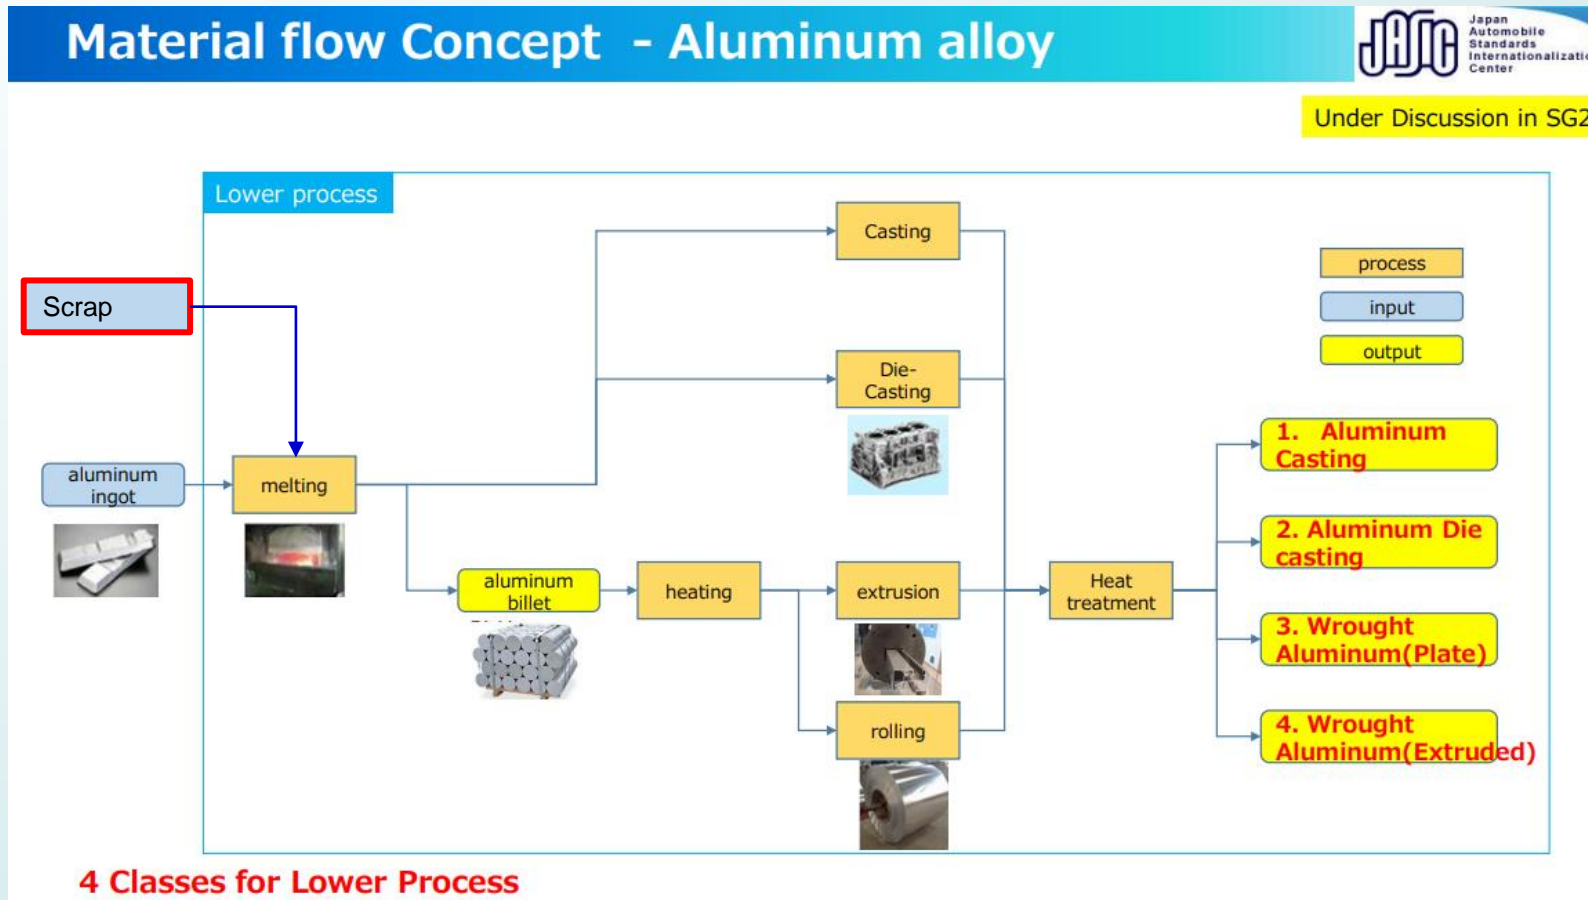 Material flow Concept - Aluminum alloy
Japan
Automobile
Standards
Internationalizatio
Center
Under Discussion in SG2
Lower process
Casting
process
Scrap
input
output
Die-
Casting
1. Aluminum
Casting
aluminum
ingot
melting
2. Aluminum Die
casting
aluminum
billet
heating
extrusion
Heat
treatment
3. Wrought
Aluminum(Plate)
rolling
4. Wrought
Aluminum(Extruded)
4 Classes for Lower Process